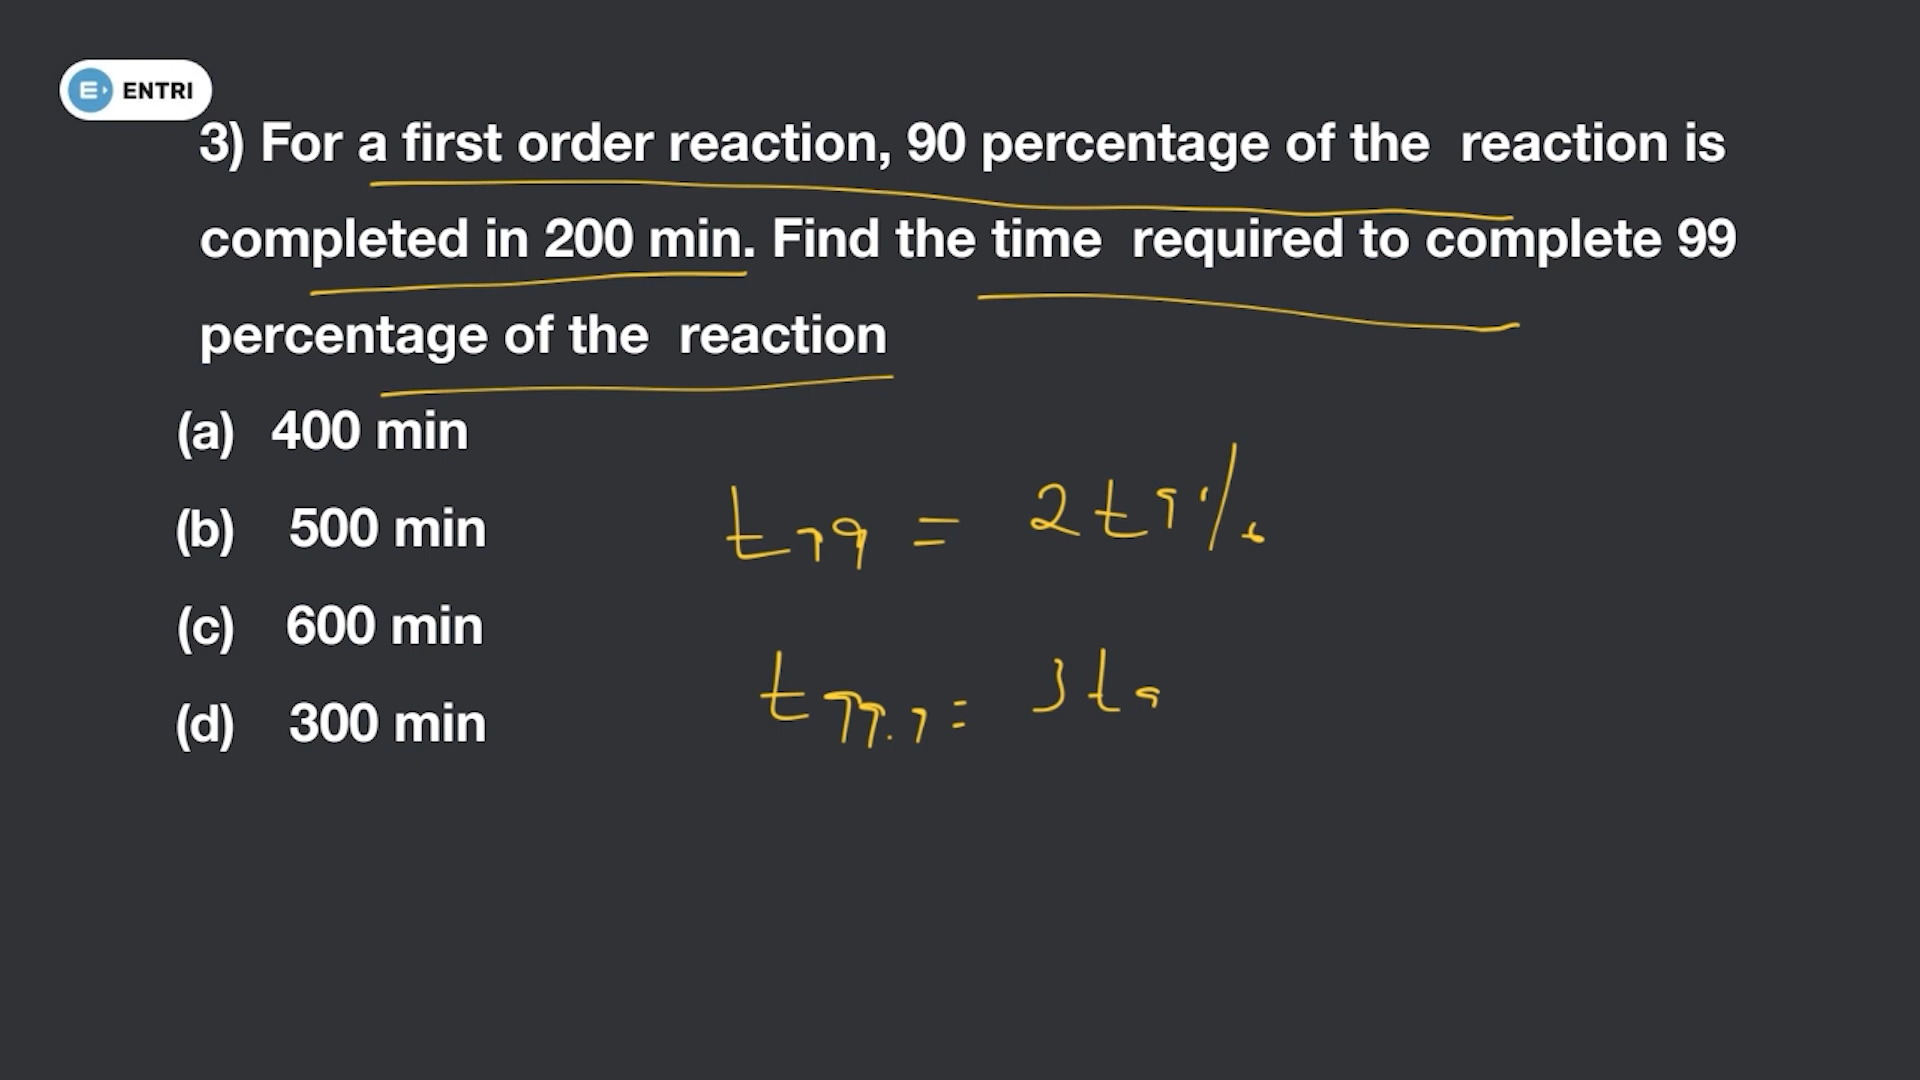 ENTRI
3) For a first order reaction, 90 percentage of the reaction is
completed in 200 min. Find the time required to complete 99
percentage of the reaction
(a) 400 min
(b) 500 min
t99 = 2t9%
(c) 600 min
t99.9 = 3t9
(d) 300 min